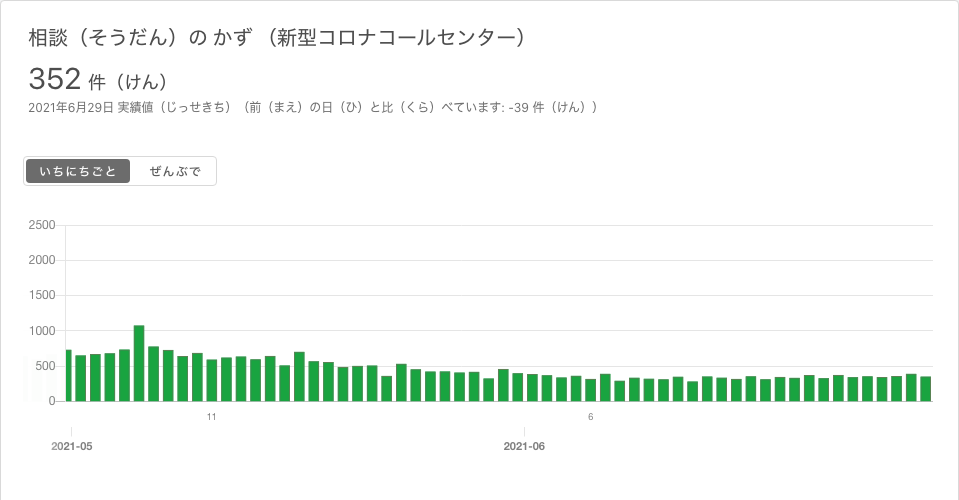 相談（そうだん）の かず （新型コロナコールセンター）
352 件（けん）
2021年6月29日 実績値（じっせきち）（前（まえ）の日（ひ）と比（くら）べています: -39 件（けん））
いちにちごと ぜんぶで
2500
2000
1500
1000
500
0
11 6
2021-05 2021-06